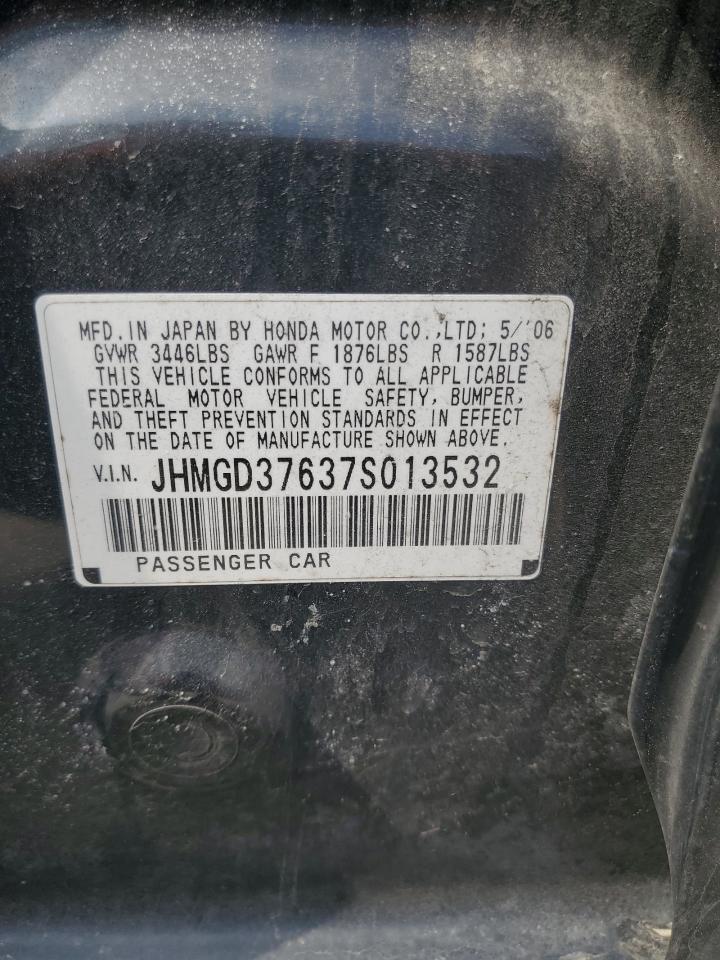 MFD.IN JAPAN BY HONDA MOTOR CO.,LTD; 5/'06
GVWR 3446LBS GAWR F 1876LBS R 1587LBS
THIS VEHICLE CONFORMS TO ALL APPLICABLE
FEDERAL MOTOR VEHICLE SAFETY, BUMPER,
AND THEFT PREVENTION STANDARDS IN EFFECT
ON THE DATE OF MANUFACTURE SHOWN ABOVE.
V.I.N. JHMGD37637S013532
PASSENGER CAR